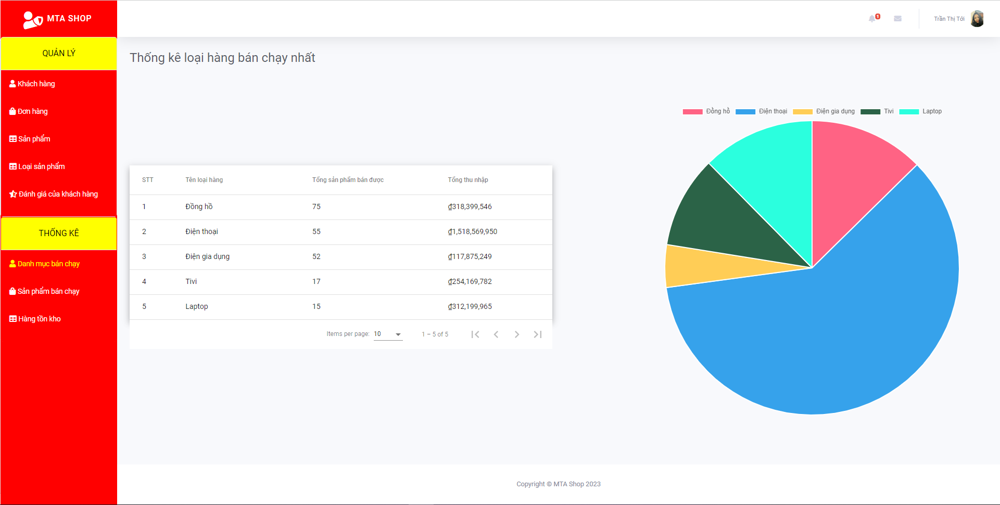 MTA SHOP
1
Trần Thị Tới
QUẢN LÝ
Khách hàng
Đơn hàng
Sản phẩm
Loại sản phẩm
Đánh giá của khách hàng
THỐNG KÊ
Danh mục bán chạy
Sản phẩm bán chạy
Hàng tồn kho
Thống kê loại hàng bán chạy nhất
STT Tên loại hàng Tổng sản phẩm bán được Tổng thu nhập
1 Đồng hồ 75 ₫318,399,546
2 Điện thoại 55 ₫1,518,569,950
3 Điện gia dụng 52 ₫117,875,249
4 Tivi 17 ₫254,169,782
5 Laptop 15 ₫312,199,965
Items per page: 10 1 – 5 of 5
Đồng hồ Điện thoại Điện gia dụng Tivi Laptop
Copyright © MTA Shop 2023